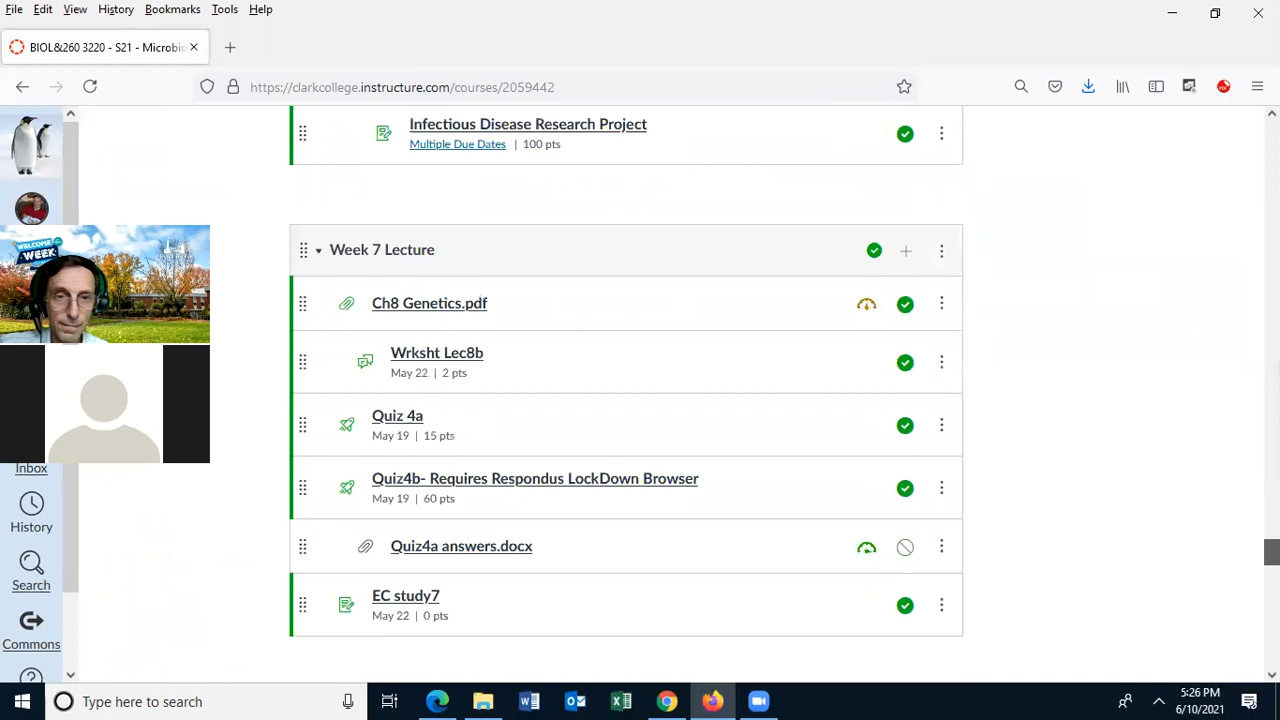 File Edit View History Bookmarks Tools Help
BIOL&260 3220 - S21 - Microbio
https://clarkcollege.instructure.com/courses/2059442
Infectious Disease Research Project
Multiple Due Dates | 100 pts
WELCOME
WEEK
Week 7 Lecture
Ch8 Genetics.pdf
Wrksht Lec8b
May 22 | 2 pts
Quiz 4a
May 19 | 15 pts
Quiz4b- Requires Respondus LockDown Browser
May 19 | 60 pts
Quiz4a answers.docx
EC study7
May 22 | 0 pts
Inbox
History
Search
Commons
Type here to search
5:26 PM
6/10/2021